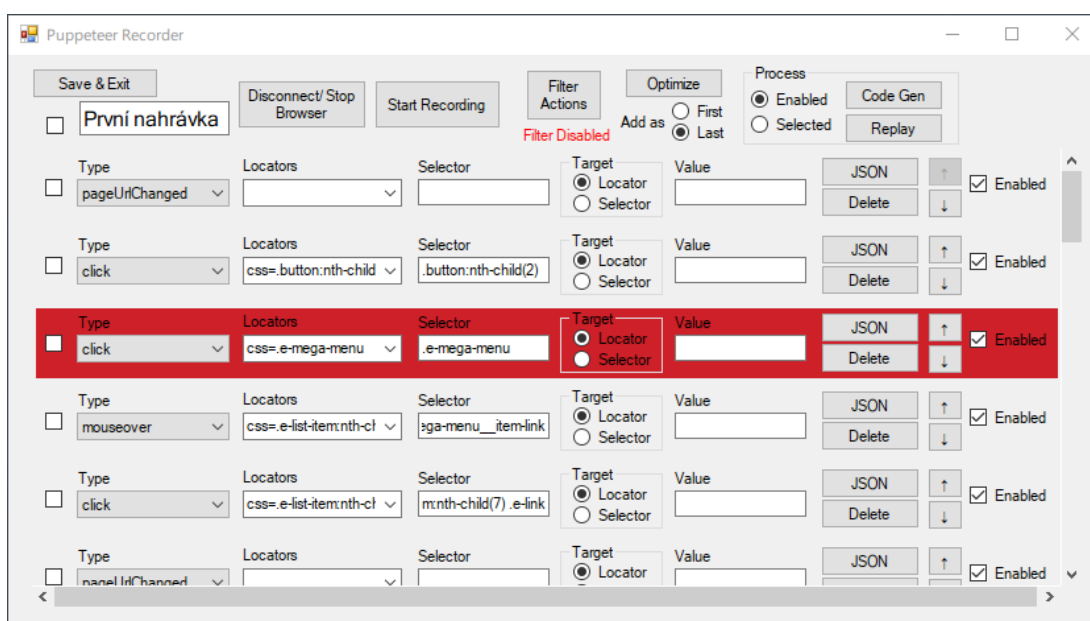 Puppeteer Recorder
Save & Exit
První nahrávka
Disconnect/ Stop
Browser
Start Recording
Filter
Actions
Filter Disabled
Optimize
Add as
First
Last
Process
Enabled
Selected
Code Gen
Replay
Type Locators Selector Target Value JSON ↑
pageUrlChanged Locator Enabled
Selector Delete ↓
Type Locators Selector Target Value JSON ↑
click css=.button:nth-child .button:nth-child(2) Locator Enabled
Selector Delete ↓
Type Locators Selector Target Value JSON ↑
click css=.e-mega-menu .e-mega-menu Locator Enabled
Selector Delete ↓
Type Locators Selector Target Value JSON ↑
mouseover css=.e-list-item:nth-ch ega-menu__item-link Locator Enabled
Selector Delete ↓
Type Locators Selector Target Value JSON ↑
click css=.e-list-item:nth-ch m:nth-child(7) .e-link Locator Enabled
Selector Delete ↓
Type Locators Selector Target Value JSON ↑
pageUrlChanged Locator Enabled